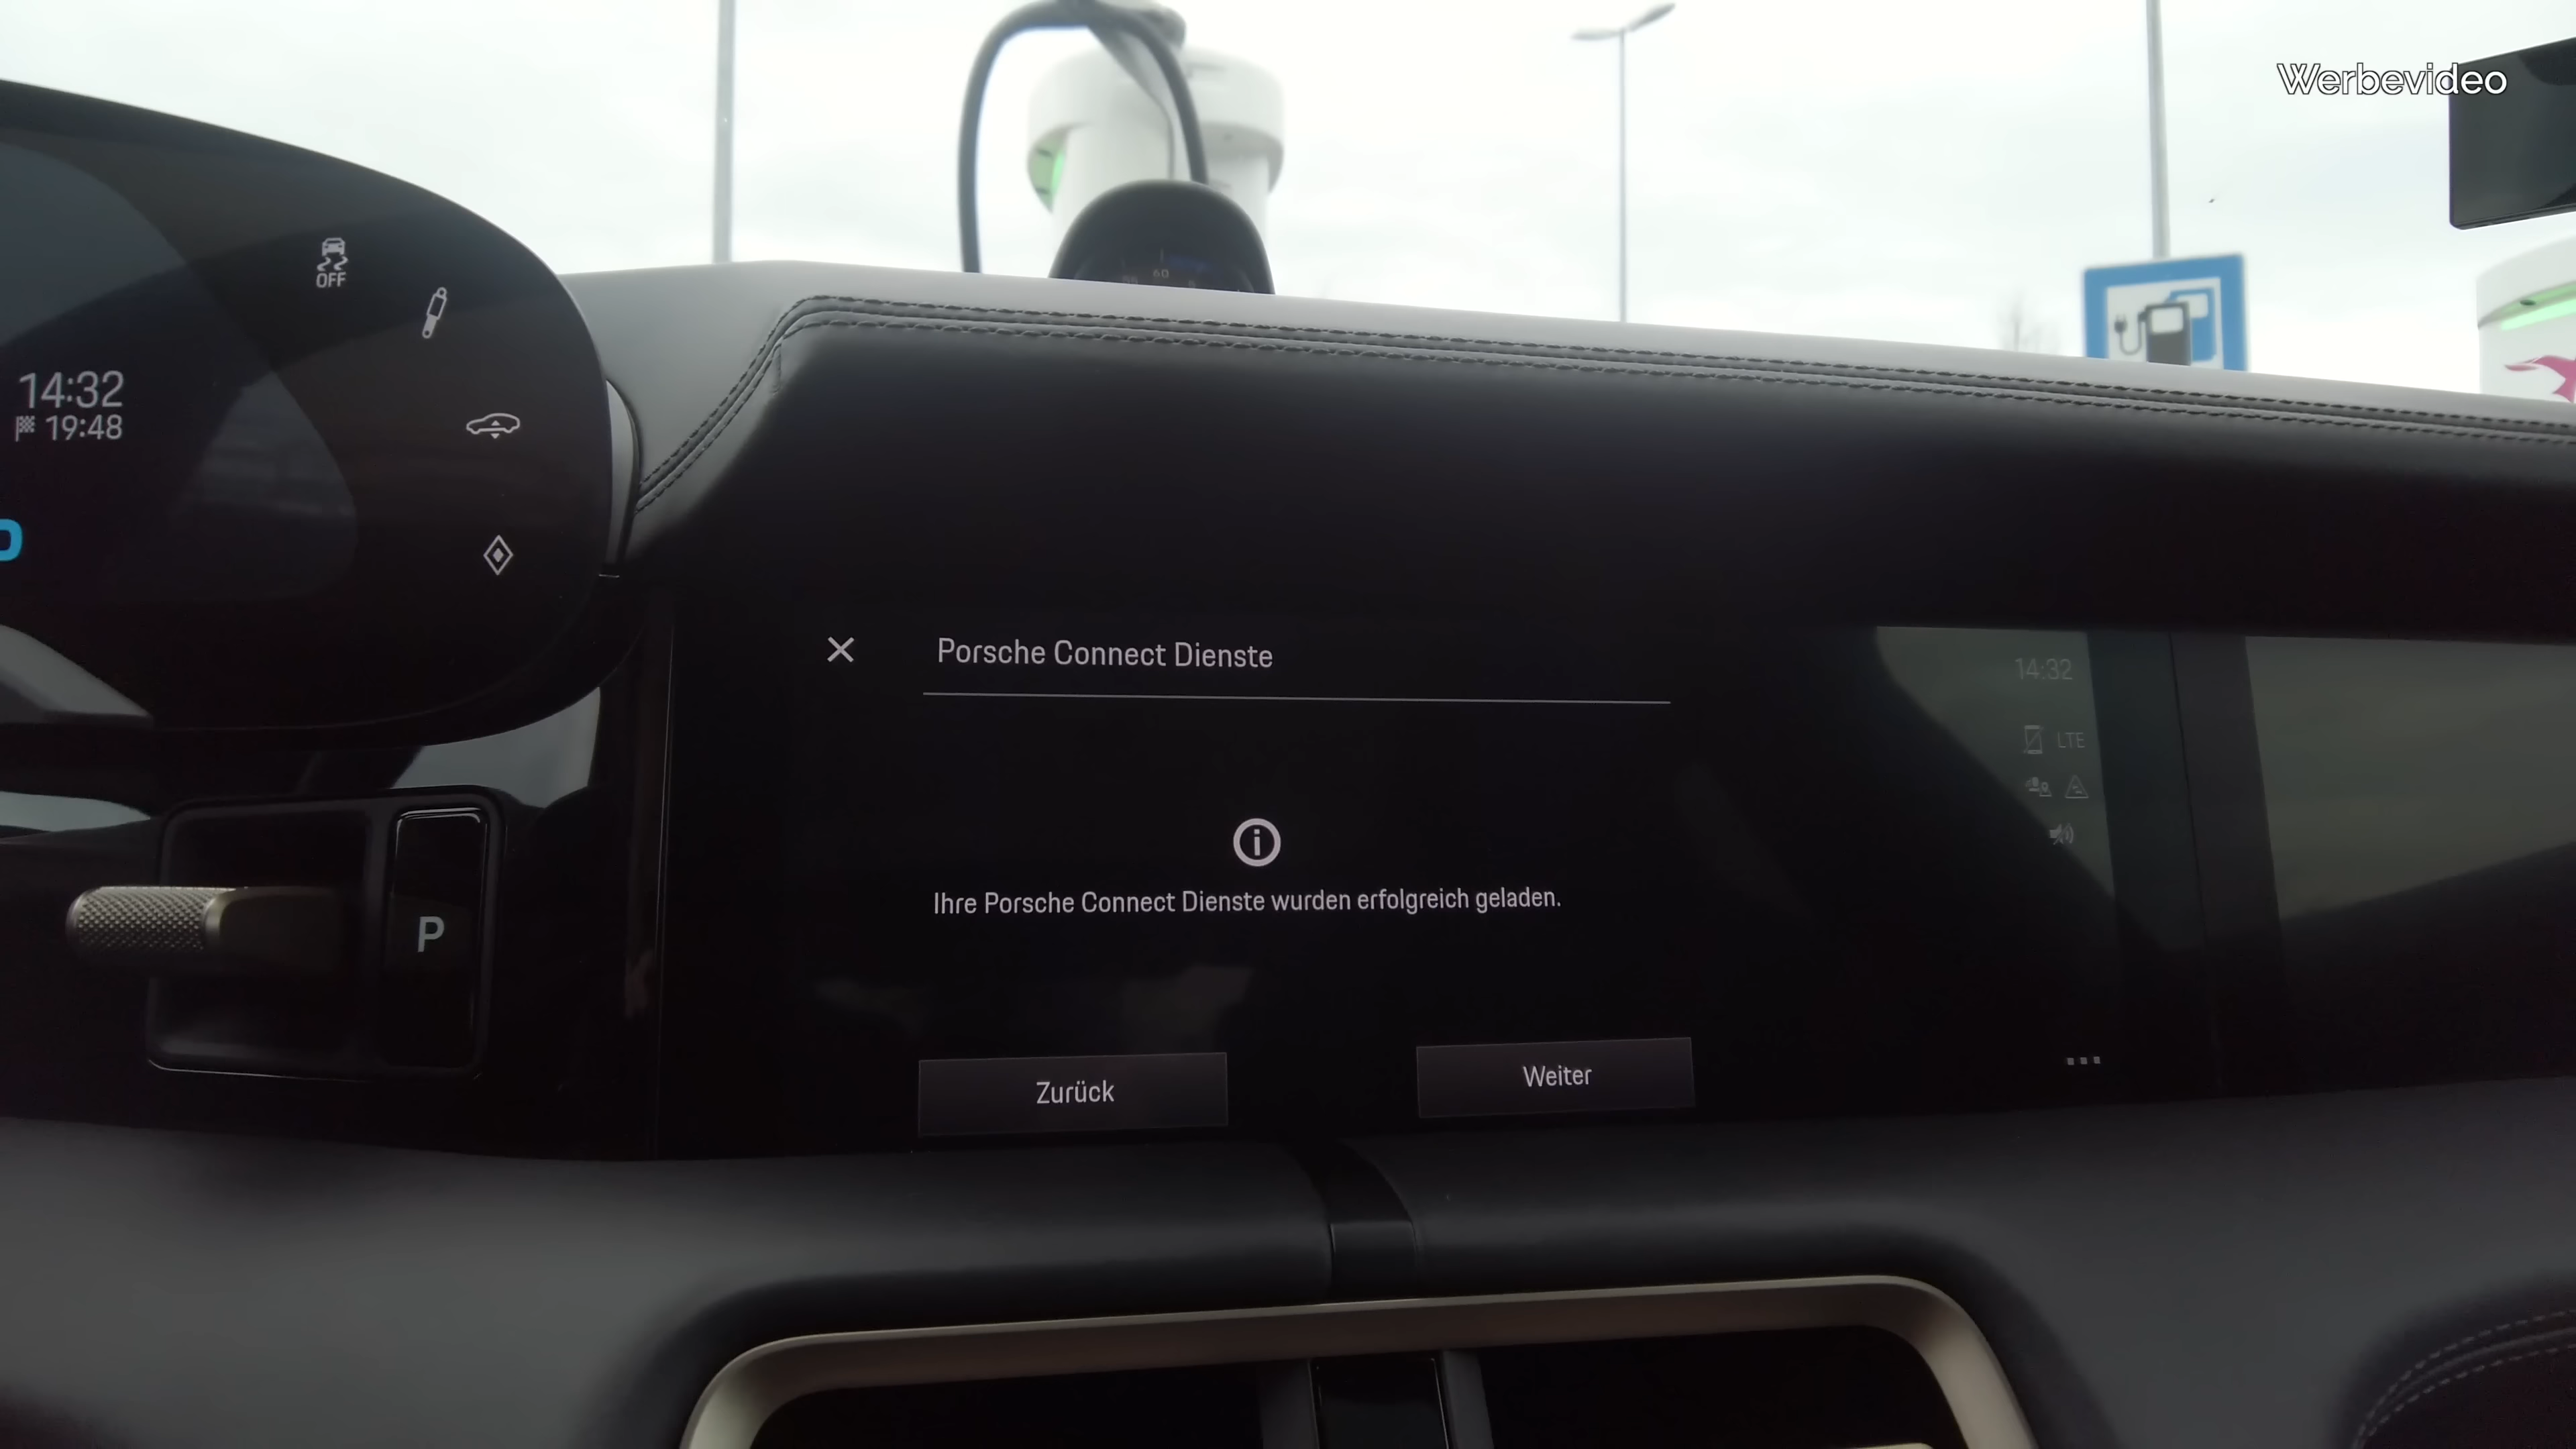 Werbevideo
OFF
14:32
19:48
60
Porsche Connect Dienste
14:32
LTE
Ihre Porsche Connect Dienste wurden erfolgreich geladen.
P
Zurück
Weiter